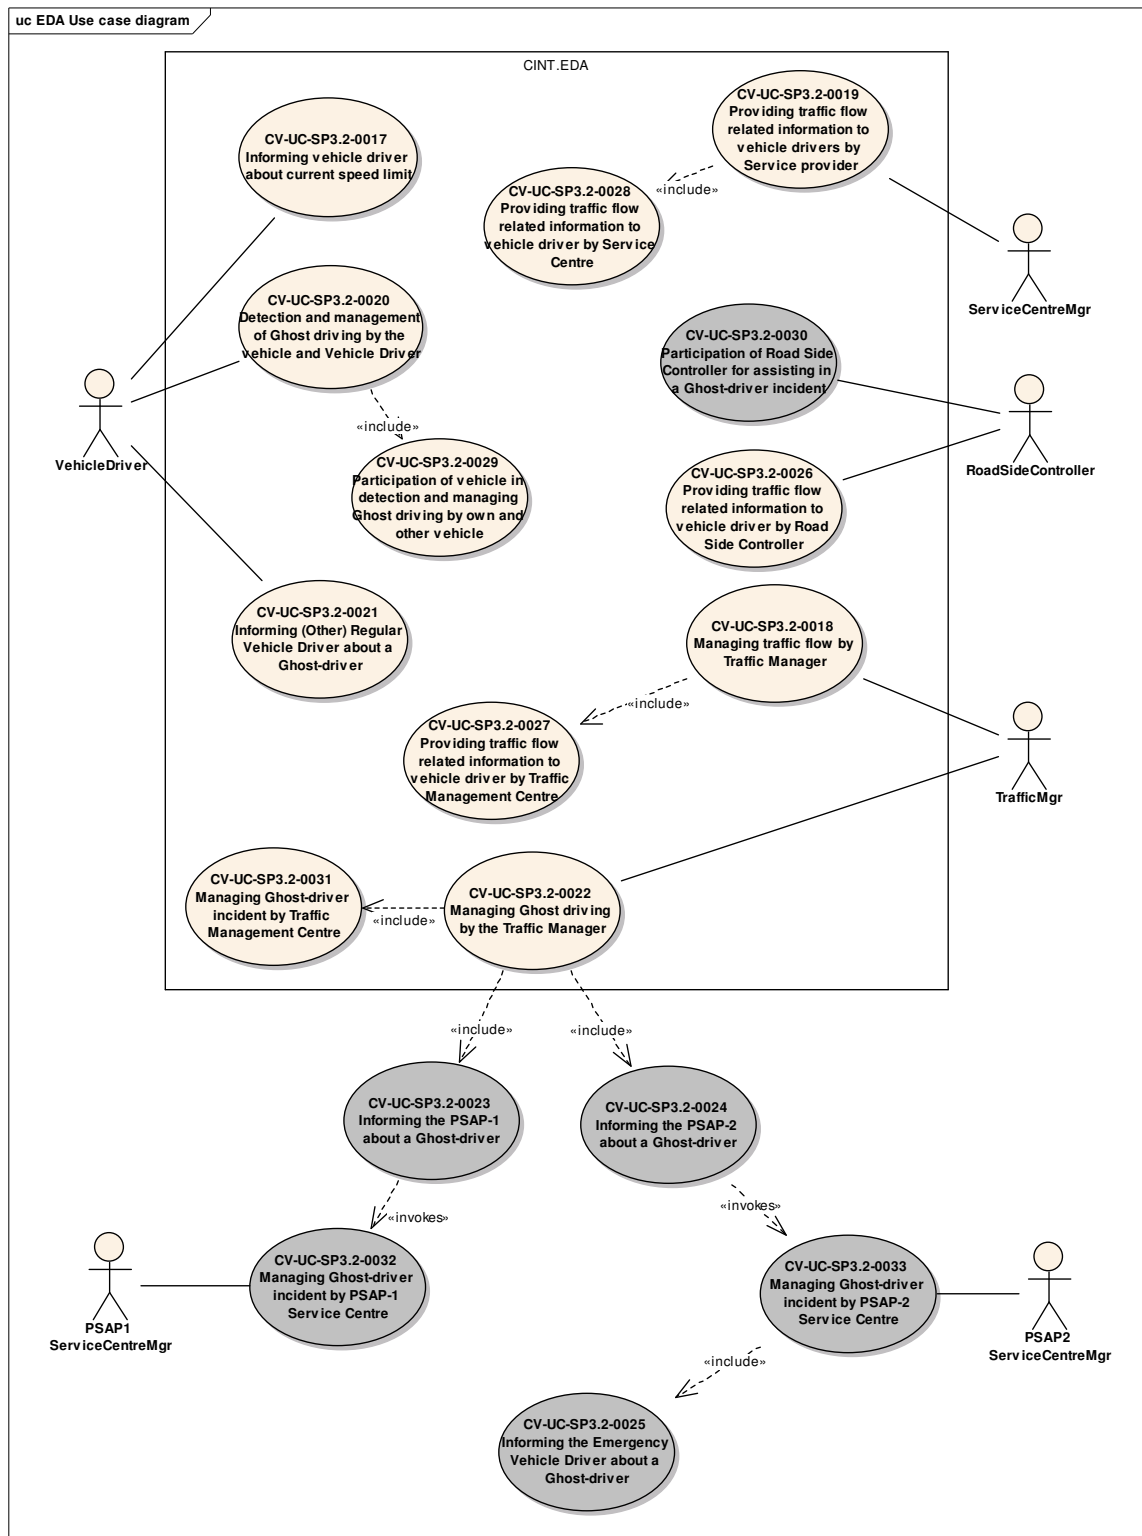 uc EDA Use case diagram
CINT.EDA
CV-UC-SP3.2-0019
Providing traffic flow
related information to
vehicle drivers by
Service provider
CV-UC-SP3.2-0017
Informing vehicle driver
about current speed limit
«include»
CV-UC-SP3.2-0028
Providing traffic flow
related information to
vehicle driver by Service
Centre
ServiceCentreMgr
CV-UC-SP3.2-0020
Detection and management
of Ghost driving by the
vehicle and Vehicle Driver
CV-UC-SP3.2-0030
Participation of Road Side
Controller for assisting in
a Ghost-driver incident
VehicleDriver
«include»
RoadSideController
CV-UC-SP3.2-0029
Participation of vehicle in
detection and managing
Ghost driving by own and
other vehicle
CV-UC-SP3.2-0026
Providing traffic flow
related information to
vehicle driver by Road
Side Controller
CV-UC-SP3.2-0021
Informing (Other) Regular
Vehicle Driver about a
Ghost-driver
CV-UC-SP3.2-0018
Managing traffic flow by
Traffic Manager
«include»
CV-UC-SP3.2-0027
Providing traffic flow
related information to
vehicle driver by Traffic
Management Centre
TrafficMgr
CV-UC-SP3.2-0031
Managing Ghost-driver
incident by Traffic
Management Centre
«include»
CV-UC-SP3.2-0022
Managing Ghost driving
by the Traffic Manager
«include»
«include»
CV-UC-SP3.2-0023
Informing the PSAP-1
about a Ghost-driver
CV-UC-SP3.2-0024
Informing the PSAP-2
about a Ghost-driver
«invokes»
«invokes»
CV-UC-SP3.2-0032
Managing Ghost-driver
incident by PSAP-1
Service Centre
CV-UC-SP3.2-0033
Managing Ghost-driver
incident by PSAP-2
Service Centre
PSAP1
ServiceCentreMgr
PSAP2
ServiceCentreMgr
«include»
CV-UC-SP3.2-0025
Informing the Emergency
Vehicle Driver about a
Ghost-driver